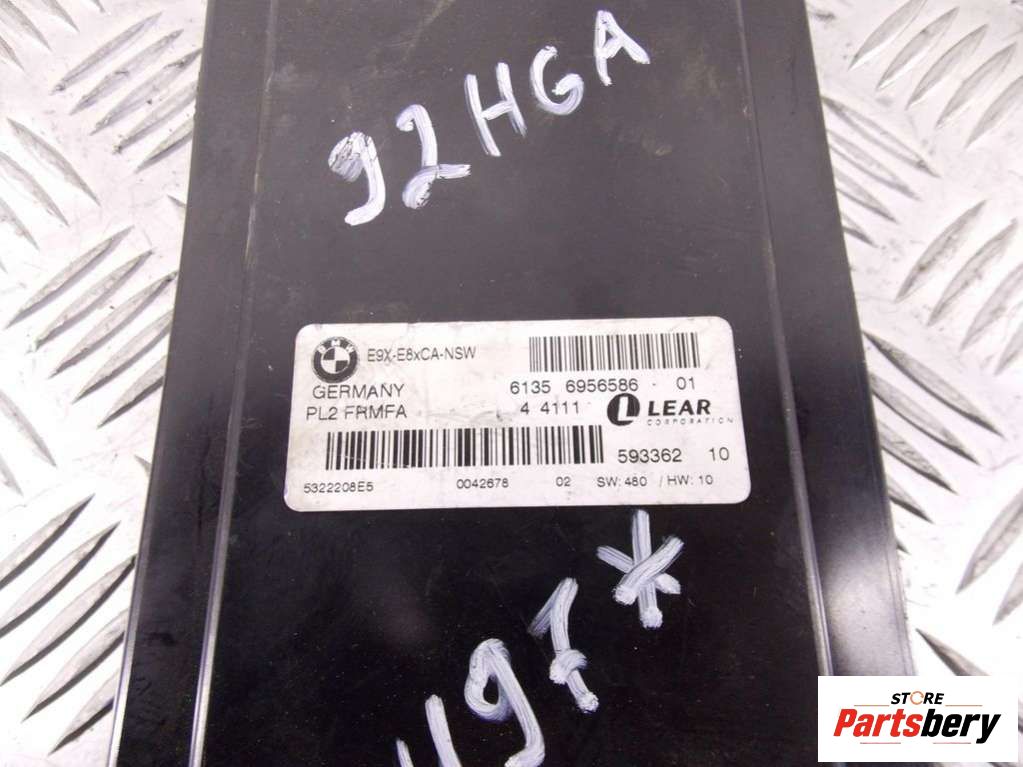 92HGA
BMW
E9X-E8xCA-NSW
GERMANY
6135 6956586 - 01
PL2 FRMFA
4 4111
LEAR
CORPORATION
593362 10
5322208E5 0042678 02 SW: 480 / HW: 10
STORE
Partsbery